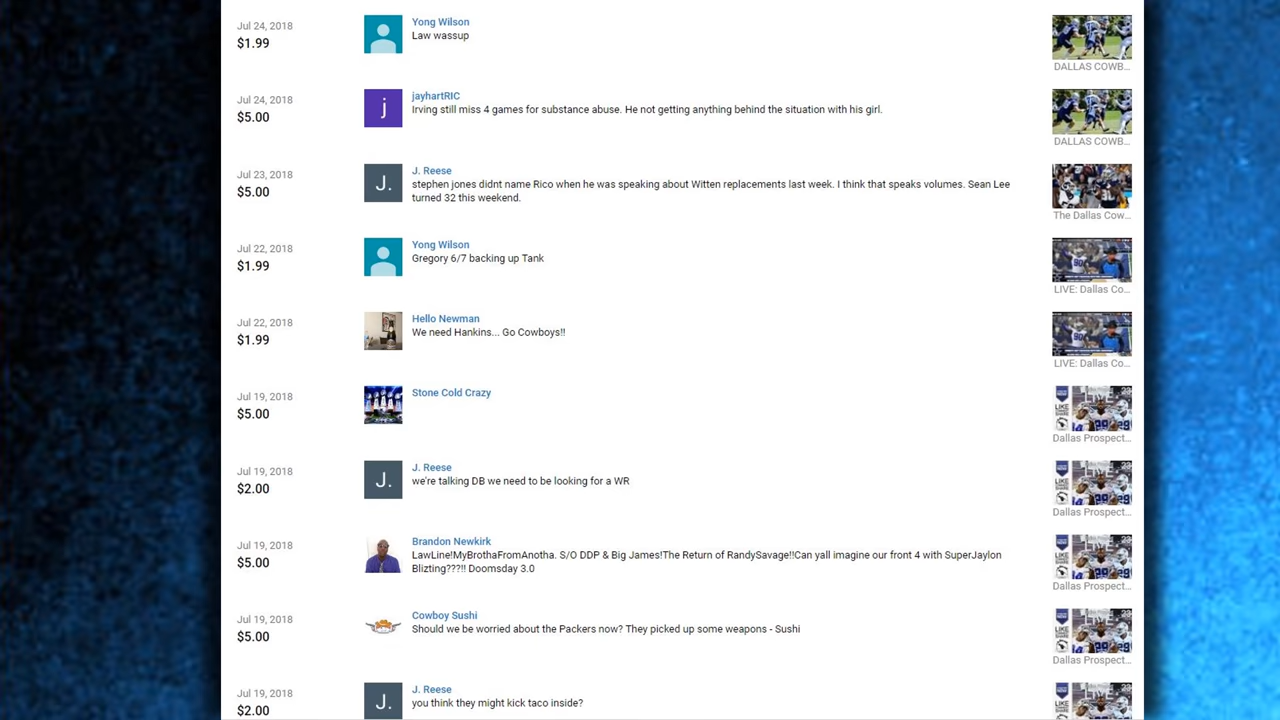 Jul 24, 2018
$1.99
Yong Wilson
Law wassup
DALLAS COWB...
Jul 24, 2018
$5.00
j
jayhartRIC
Irving still miss 4 games for substance abuse. He not getting anything behind the situation with his girl.
DALLAS COWB...
Jul 23, 2018
$5.00
J.
J. Reese
stephen jones didnt name Rico when he was speaking about Witten replacements last week. I think that speaks volumes. Sean Lee
turned 32 this weekend.
The Dallas Cow...
Jul 22, 2018
$1.99
Yong Wilson
Gregory 6/7 backing up Tank
LIVE: Dallas Co...
Jul 22, 2018
$1.99
Hello Newman
We need Hankins... Go Cowboys!!
LIVE: Dallas Co...
Jul 19, 2018
$5.00
Stone Cold Crazy
LIKE
Dallas Prospect...
Jul 19, 2018
$2.00
J.
J. Reese
we're talking DB we need to be looking for a WR
LIKE
Dallas Prospect...
Jul 19, 2018
$5.00
Brandon Newkirk
LawLine!MyBrothaFromAnotha. S/O DDP & Big James!The Return of RandySavage!!Can yall imagine our front 4 with SuperJaylon
Blizting???!! Doomsday 3.0
LIKE
Dallas Prospect...
Jul 19, 2018
$5.00
Cowboy Sushi
Should we be worried about the Packers now? They picked up some weapons - Sushi
LIKE
Dallas Prospect...
Jul 19, 2018
$2.00
J.
J. Reese
you think they might kick taco inside?
LIKE